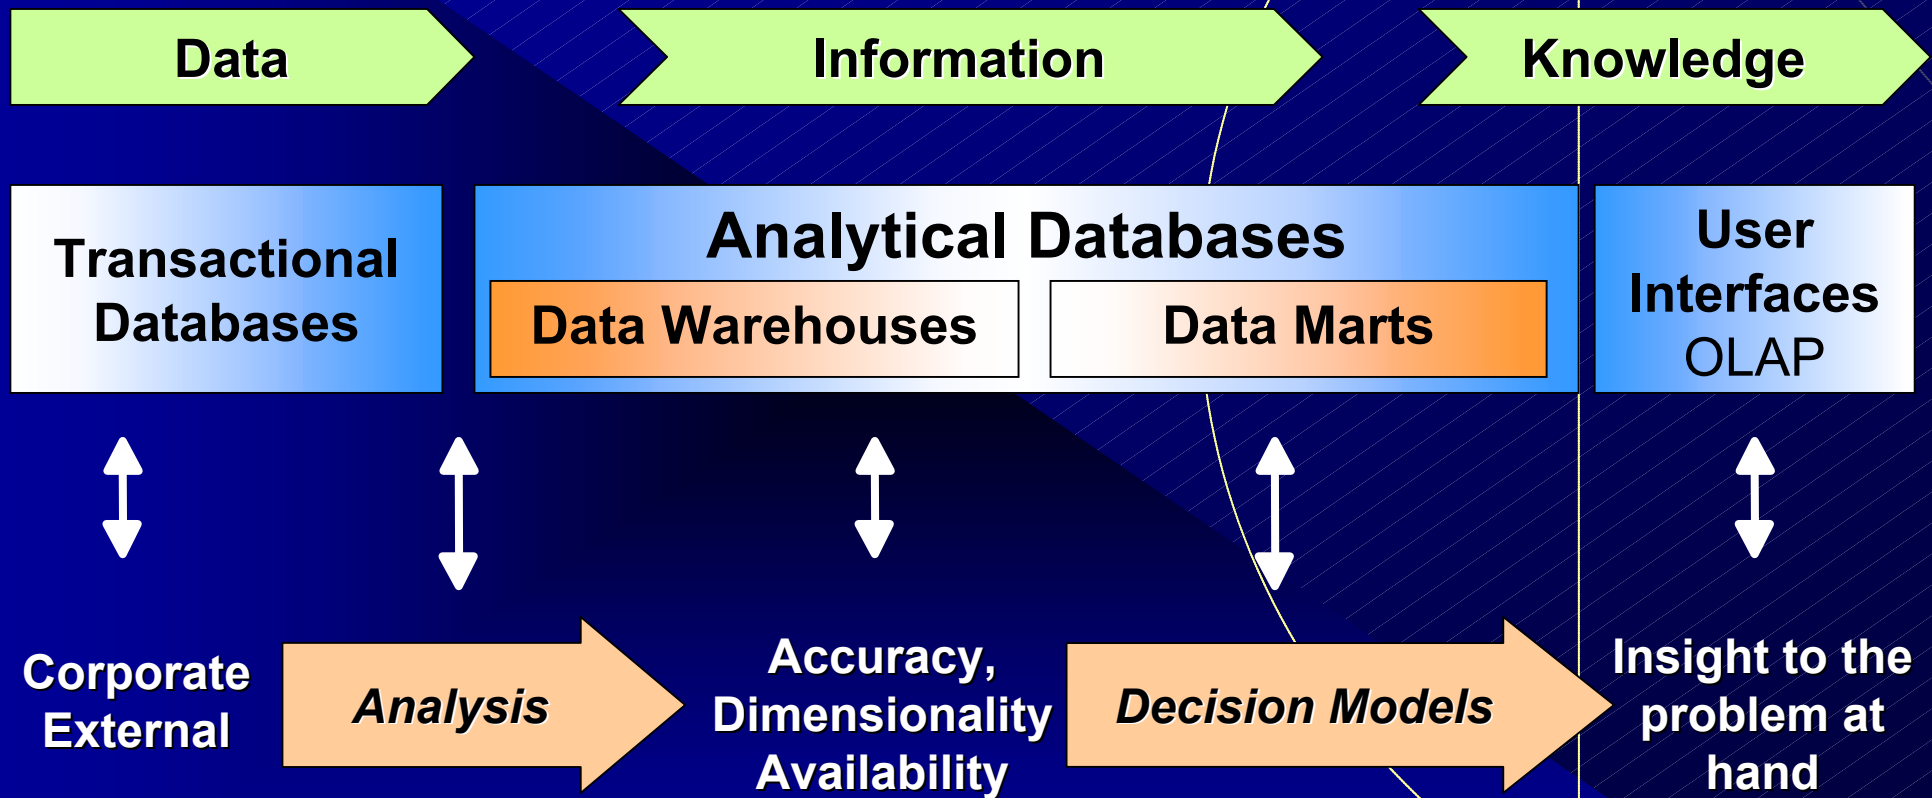 Data
Information
Knowledge
Transactional
Databases
Analytical Databases
Data Warehouses
Data Marts
User
Interfaces
OLAP
Corporate
External
Analysis
Accuracy,
Dimensionality
Availability
Decision Models
Insight to the
problem at
hand